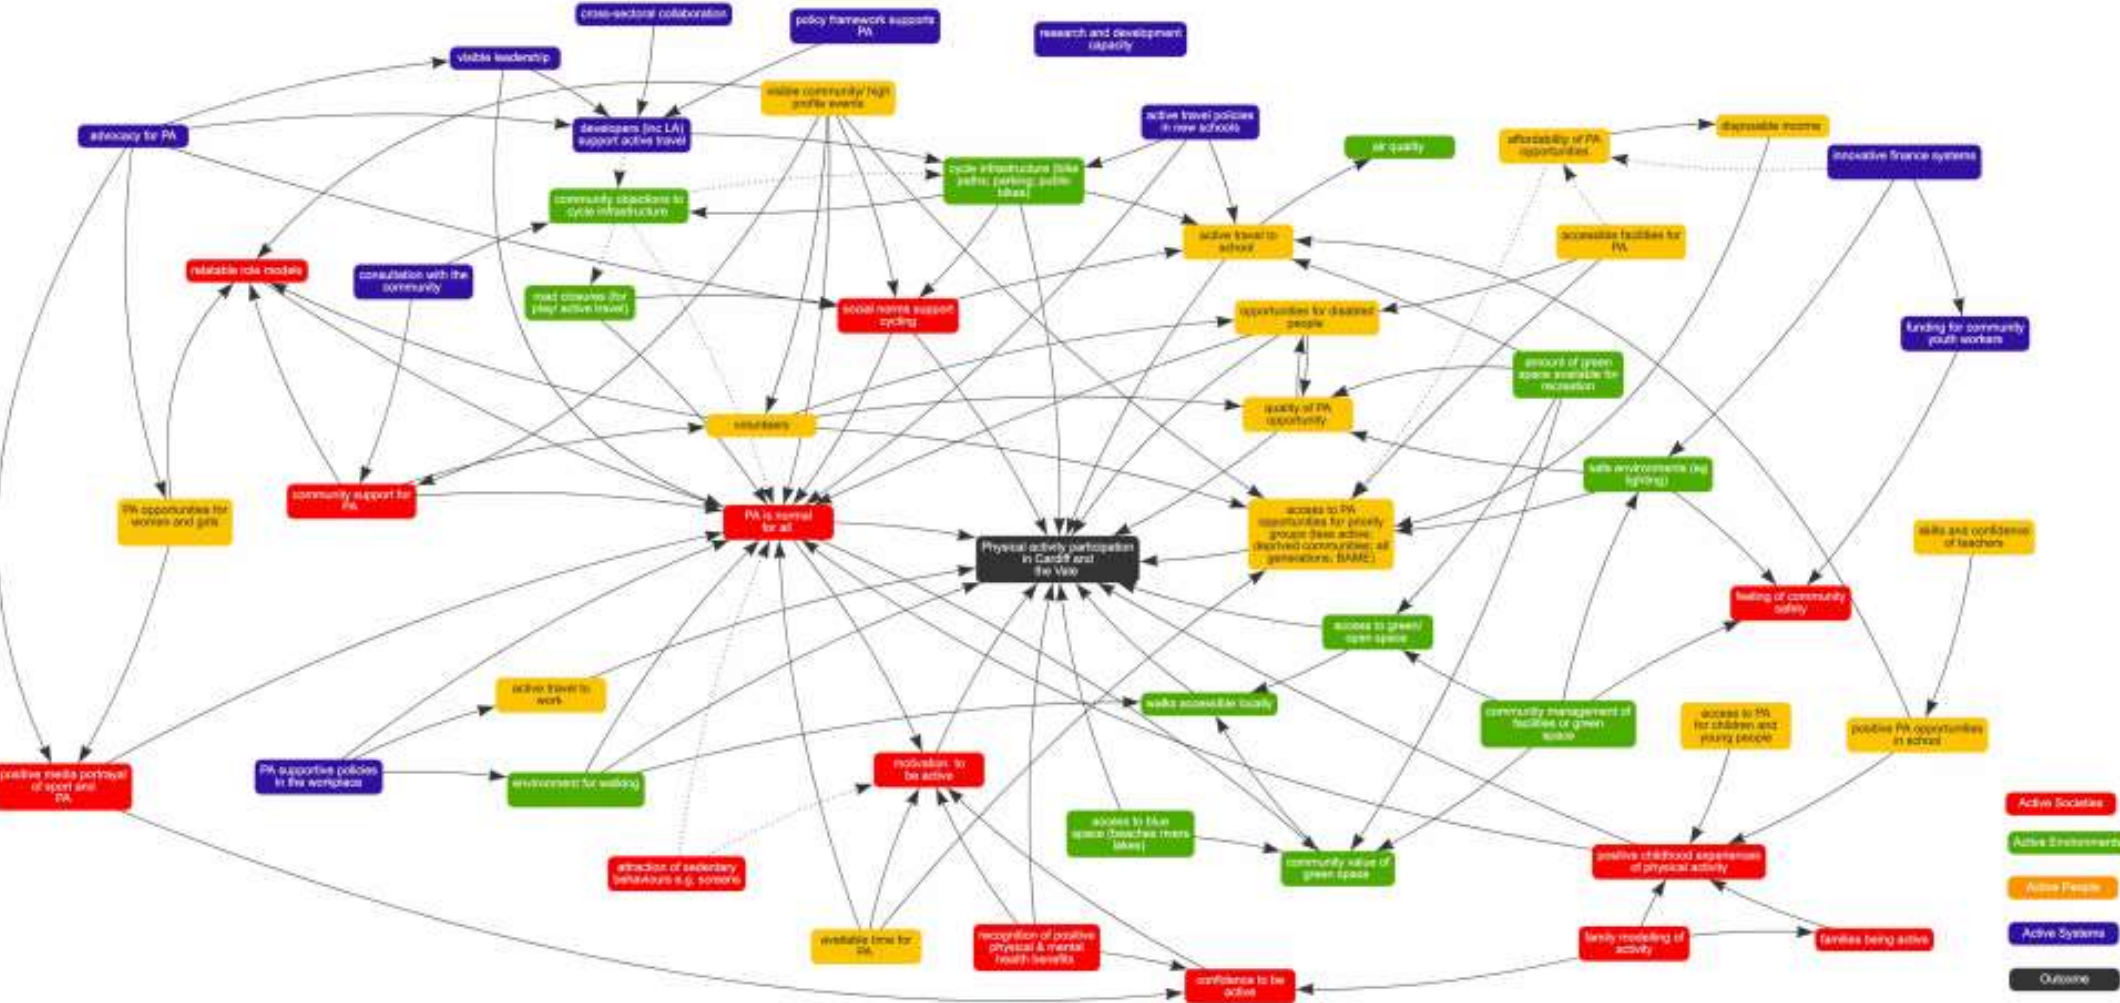 cross-sectoral collaboration
policy framework supports
PA
research and development
capacity
visible leadership
visible community/ high
profile events
advocacy for PA
developers (inc LA)
support active travel
active travel policies
in new schools
air quality
affordability of PA
opportunities
disposable income
innovative finance systems
cycle infrastructure (bike
paths; parking; public
bikes)
community objections to
cycle infrastructure
active travel to
school
accessible facilities for
PA
relatable role models
consultation with the
community
road closures (for
play/ active travel)
social norms support
cycling
opportunities for disabled
people
funding for community
youth workers
amount of green
space available for
recreation
quality of PA
opportunity
volunteers
safe environments (eg
lighting)
community support for
PA
PA opportunities for
women and girls
PA is normal
for all
access to PA
opportunities for priority
groups (less active;
deprived communities; all
generations; BAME)
Physical activity participation
in Cardiff and
the Vale
skills and confidence
of teachers
feeling of community
safety
access to green/
open space
active travel to
work
walks accessible locally
community management of
facilities or green
space
access to PA
for children and
young people
positive PA opportunities
in school
positive media portrayal
of sport and
PA
PA supportive policies
in the workplace
environment for walking
motivation to
be active
Active Societies
access to blue
space (beaches rivers
lakes)
Active Environments
attraction of sedentary
behaviours e.g. screens
community value of
green space
positive childhood experiences
of physical activity
Active People
available time for
PA
recognition of positive
physical & mental
health benefits
family modelling of
activity
families being active
Active Systems
confidence to be
active
Outcome